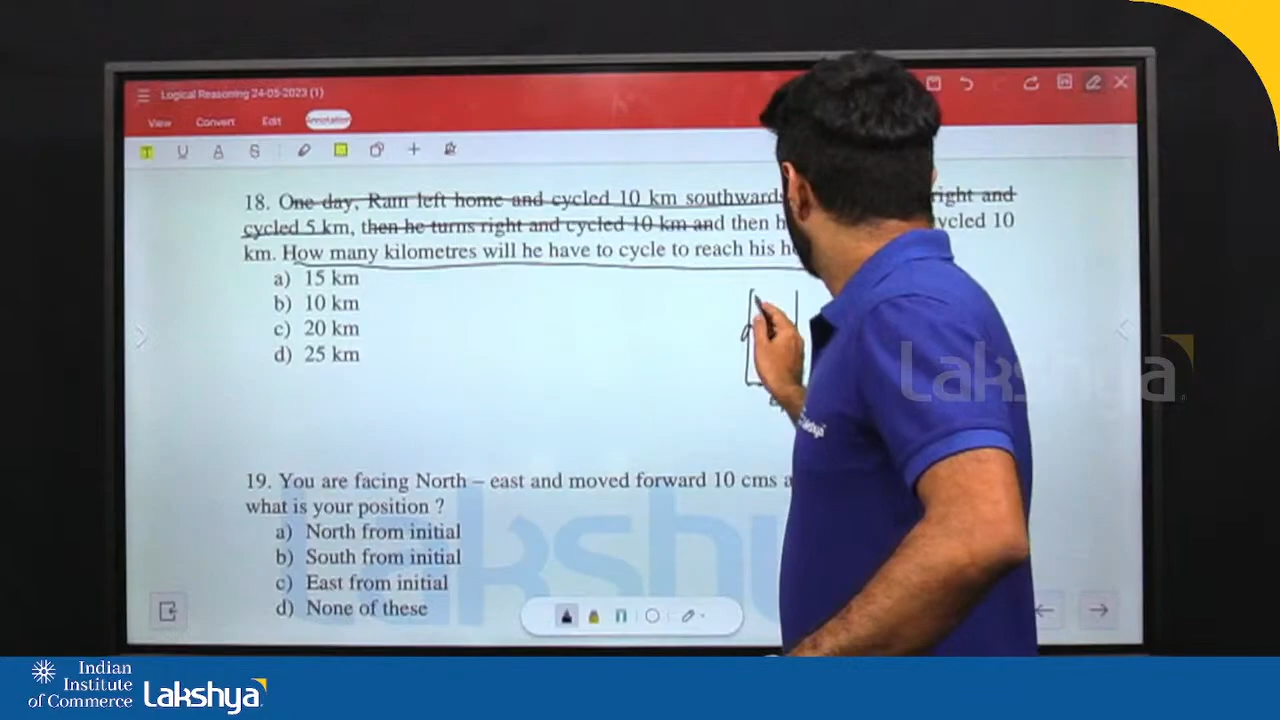 Logical Reasoning 24-05-2023 (1)
View Convert Edit Annotation
18. One day, Ram left home and cycled 10 km southwards right and
cycled 5 km, then he turns right and cycled 10 km and then cycled 10
km. How many kilometres will he have to cycle to reach his
a) 15 km
b) 10 km
c) 20 km
d) 25 km
Lakshya
19. You are facing North – east and moved forward 10 cms
what is your position ?
a) North from initial
b) South from initial
c) East from initial
d) None of these
lakshy
Lakshya
Indian
Institute
of Commerce
Lakshya